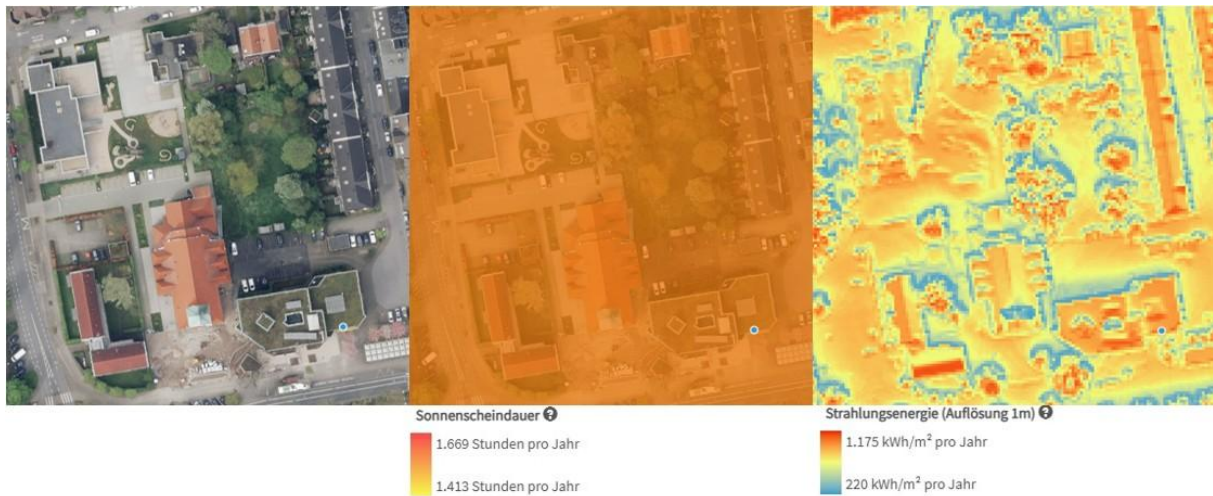 Sonnenscheindauer ?
1.669 Stunden pro Jahr
1.413 Stunden pro Jahr
Strahlungsenergie (Auflösung 1m) ?
1.175 kWh/m² pro Jahr
220 kWh/m² pro Jahr